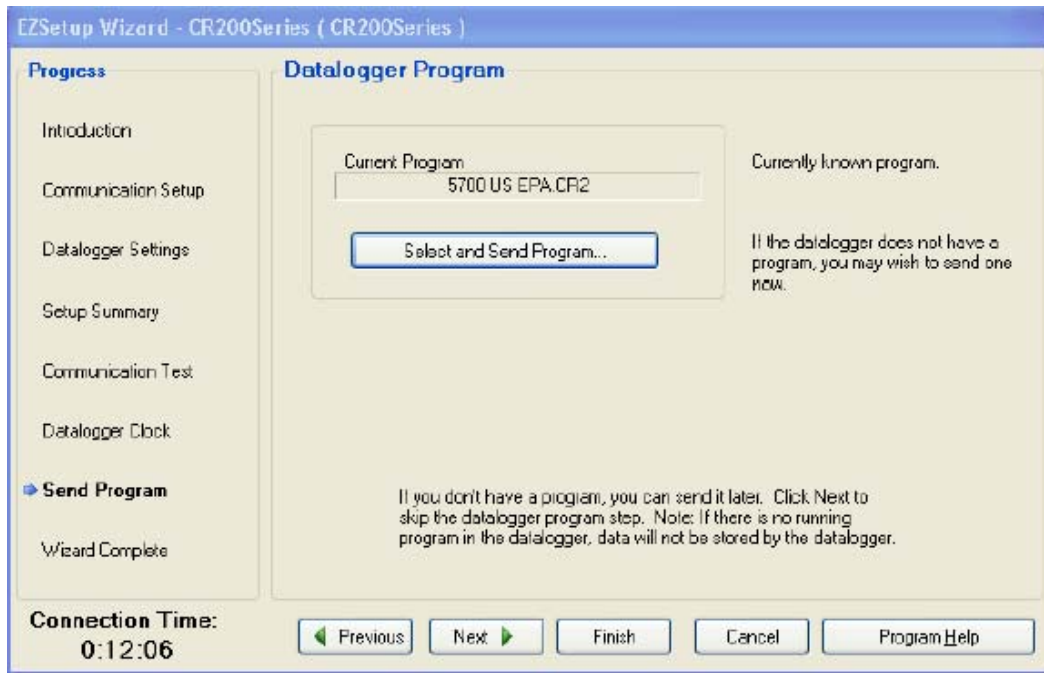 EZSetup Wizard - CR200Series ( CR200Series )
Progress
Introduction
Communication Setup
Datalogger Settings
Setup Summary
Communication Test
Datalogger Clock
Send Program
Wizard Complete
Connection Time:
0:12:06
Datalogger Program
Current Program
5700 US EPA.CR2
Select and Send Program...
Currently known program.
If the datalogger does not have a
program, you may wish to send one
now.
If you don't have a program, you can send it later. Click Next to
skip the datalogger program step. Note: If there is no running
program in the datalogger, data will not be stored by the datalogger.
Previous
Next
Finish
Cancel
Program Help